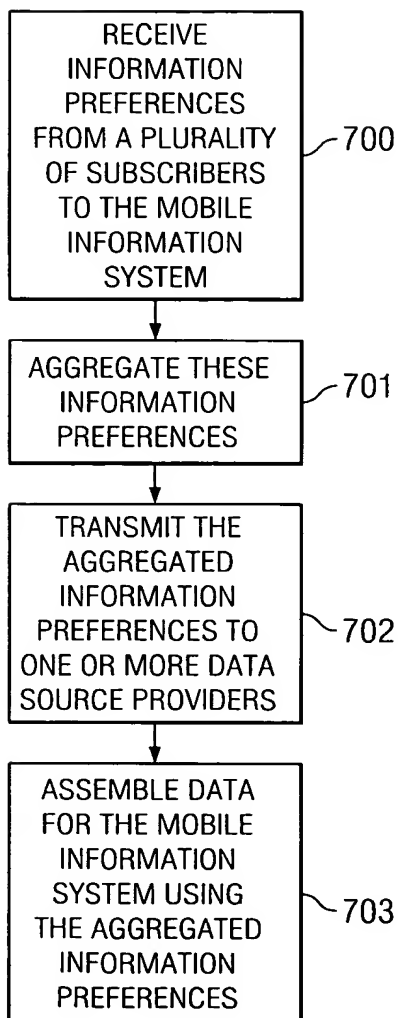 RECEIVE
INFORMATION
PREFERENCES
FROM A PLURALITY
OF SUBSCRIBERS
TO THE MOBILE
INFORMATION
SYSTEM
700
AGGREGATE THESE
INFORMATION
PREFERENCES
701
TRANSMIT THE
AGGREGATED
INFORMATION
PREFERENCES TO
ONE OR MORE DATA
SOURCE PROVIDERS
702
ASSEMBLE DATA
FOR THE MOBILE
INFORMATION
SYSTEM USING
THE AGGREGATED
INFORMATION
PREFERENCES
703